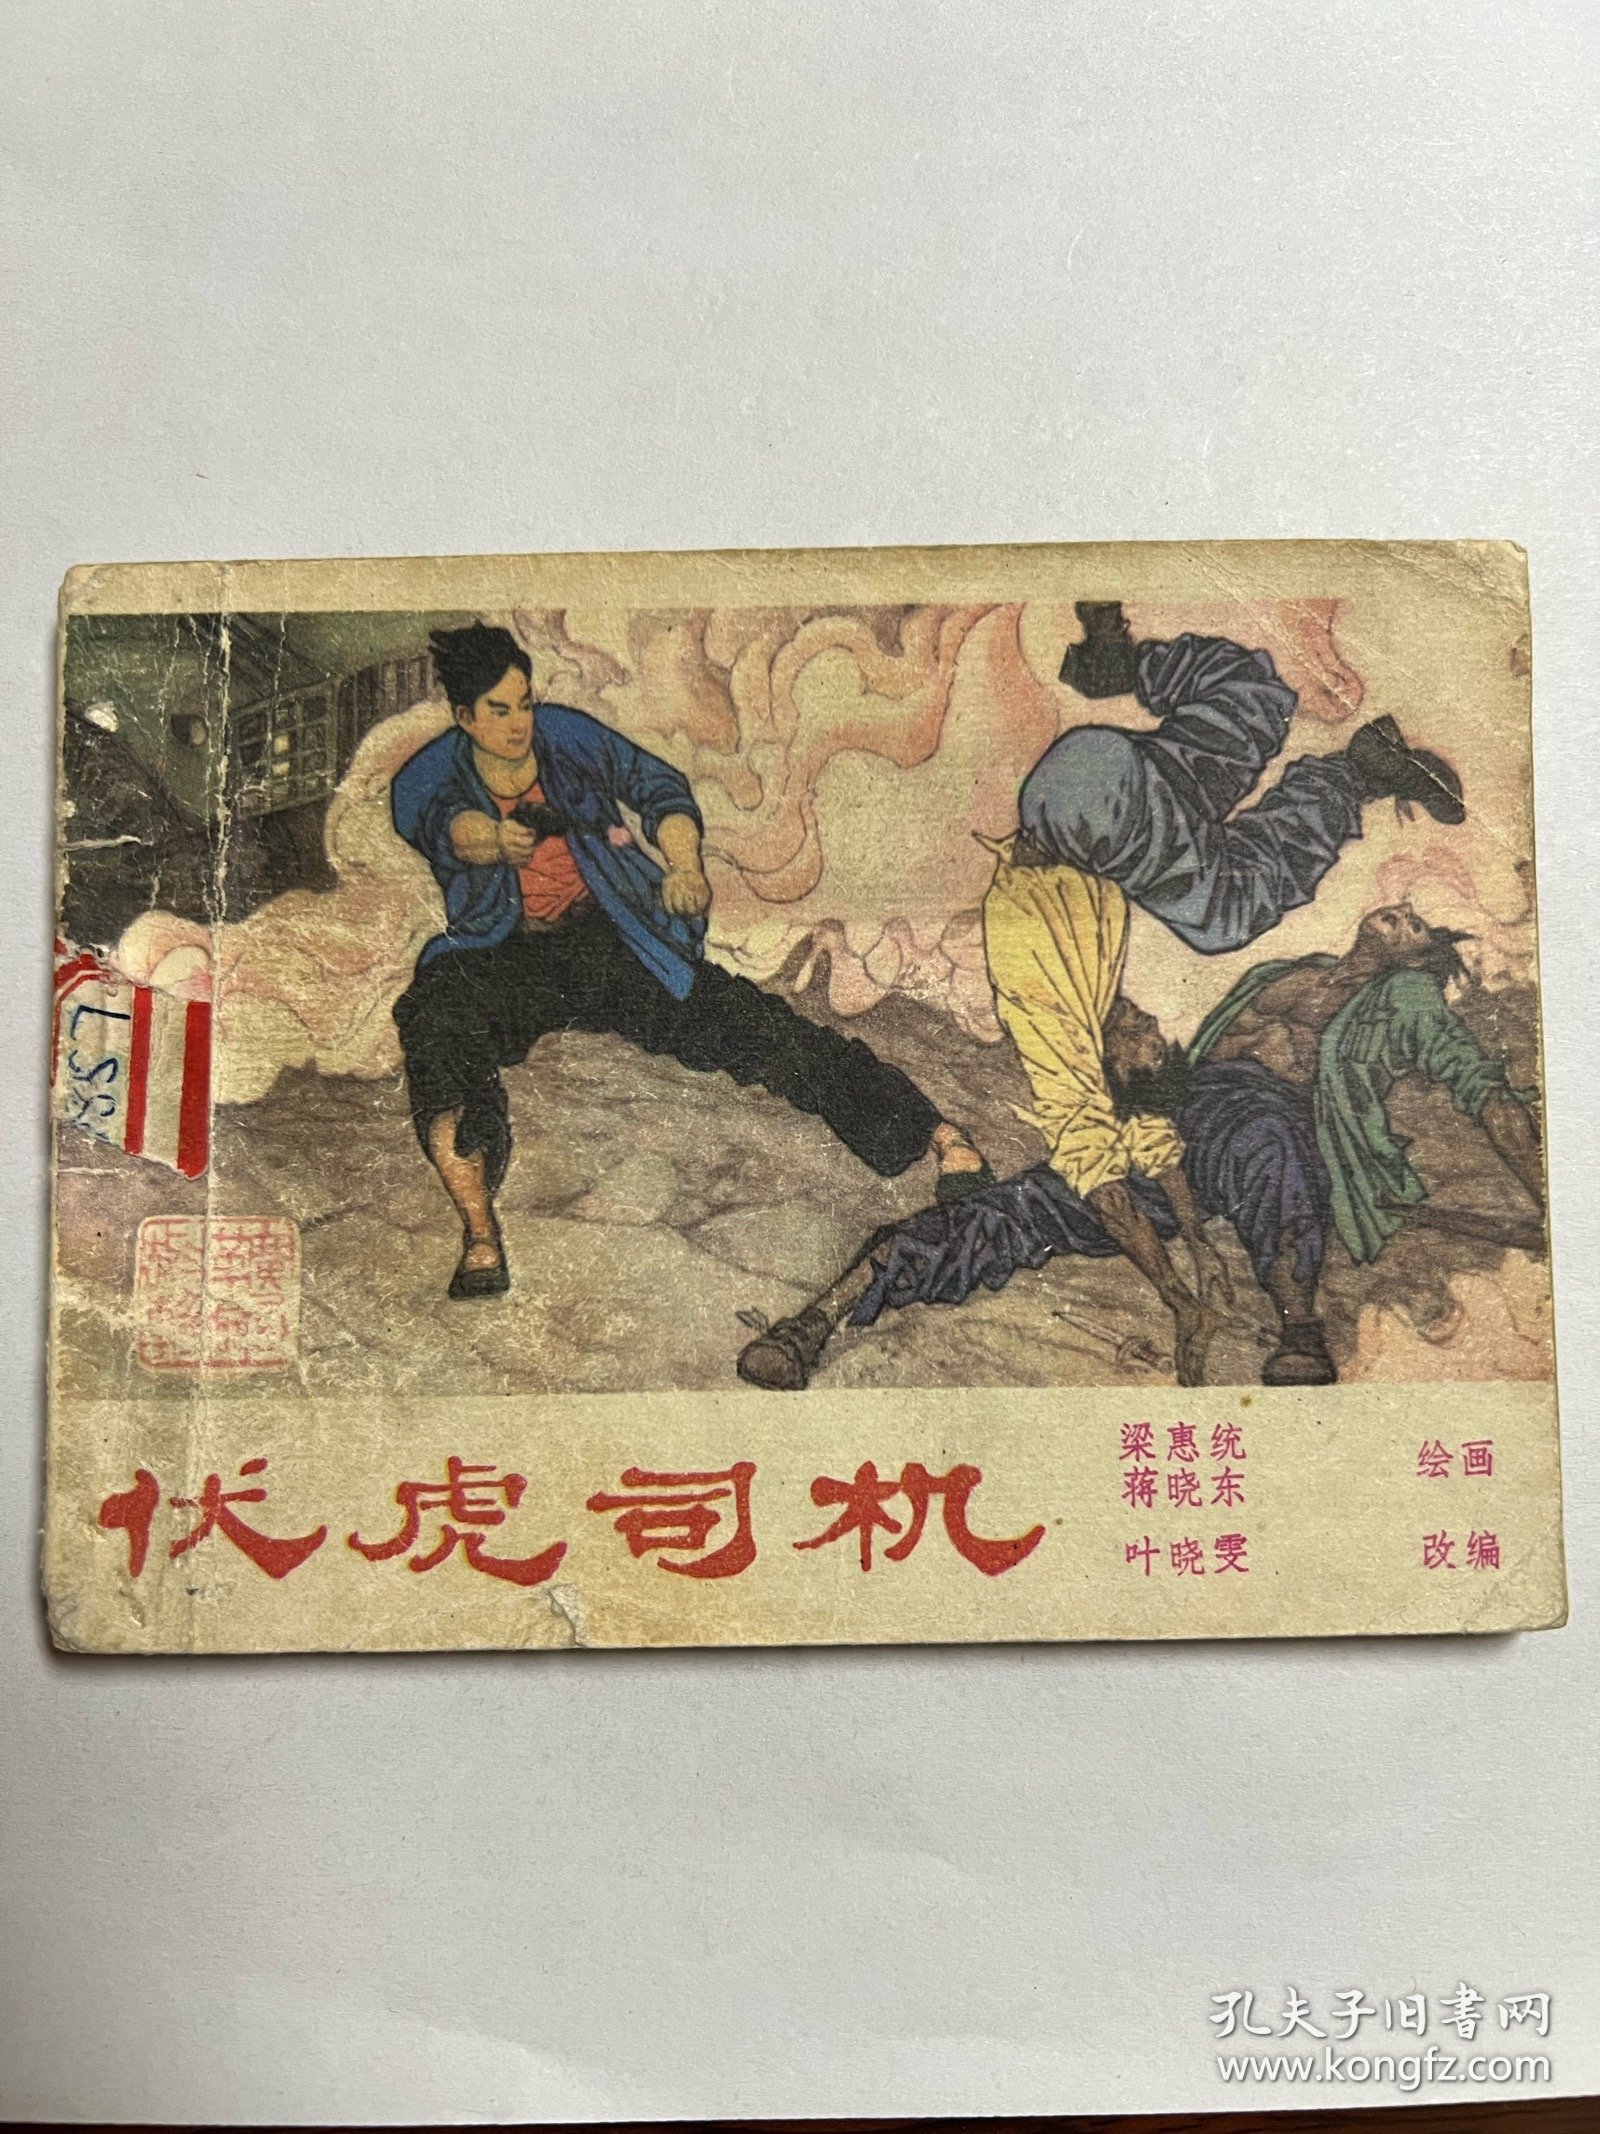 857
伏虎司机
梁惠统 绘画
蒋晓东
叶晓雯 改编
孔夫子旧书网
www.kongfz.com